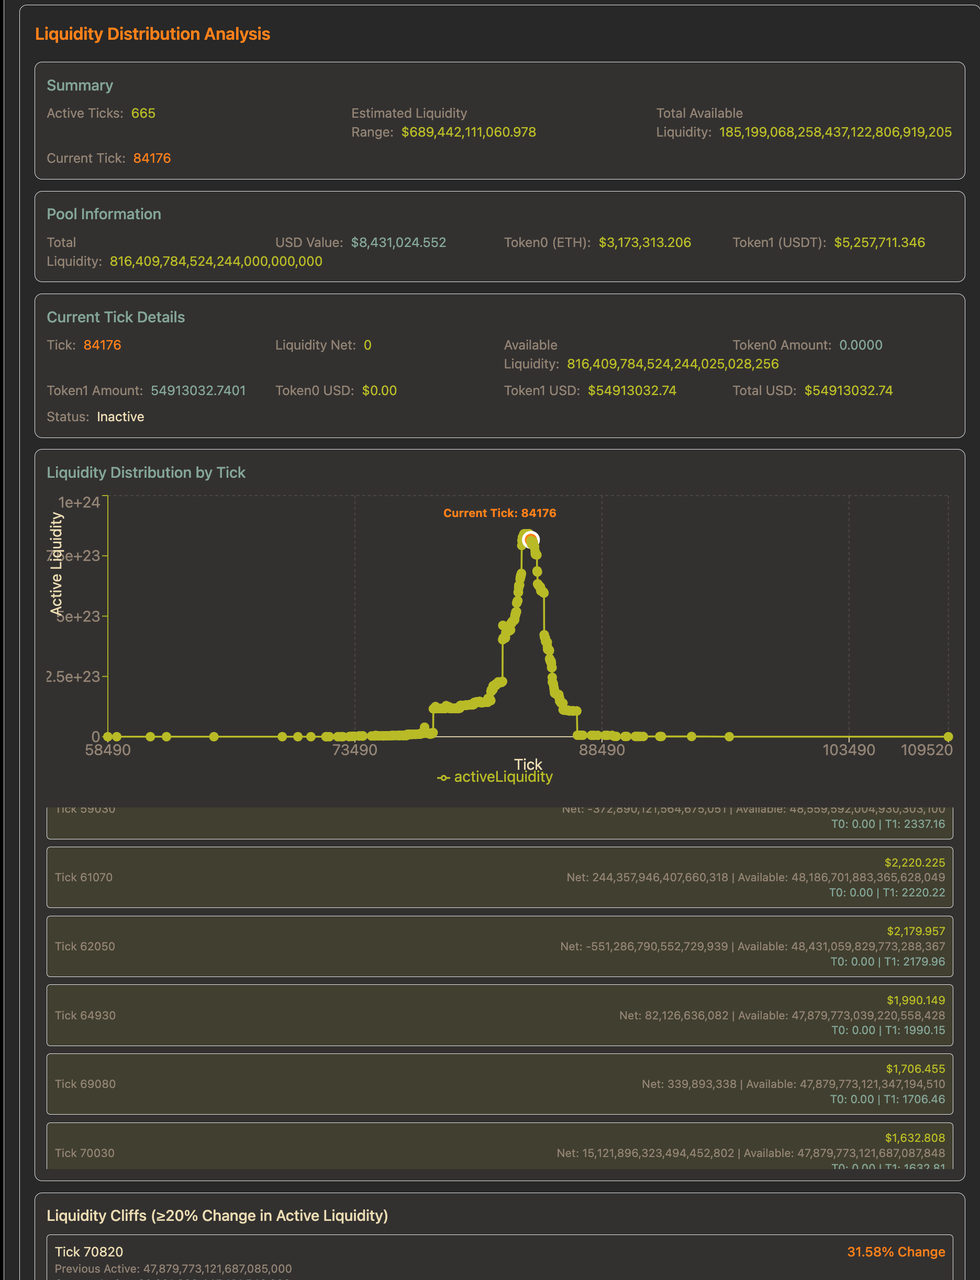 Liquidity Distribution Analysis
Summary
Active Ticks: 665
Estimated Liquidity
Range: $689,442,111,060.978
Total Available
Liquidity: 185,199,068,258,437,122,806,919,205
Current Tick: 84176
Pool Information
Total
Liquidity: 816,409,784,524,244,000,000,000
USD Value: $8,431,024.552
Token0 (ETH): $3,173,313.206
Token1 (USDT): $5,257,711.346
Current Tick Details
Tick: 84176
Liquidity Net: 0
Available
Liquidity: 816,409,784,524,244,025,028,256
Token0 Amount: 0.0000
Token1 Amount: 54913032.7401
Token0 USD: $0.00
Token1 USD: $54913032.74
Total USD: $54913032.74
Status: Inactive
Liquidity Distribution by Tick
1e+24
Active Liquidity
7.5e+23
5e+23
2.5e+23
0
Current Tick: 84176
58490
73490
88490
103490
109520
Tick
activeLiquidity
Tick 59030
Net: -372,890,121,564,675,051 | Available: 48,559,592,004,930,303,100
T0: 0.00 | T1: 2337.16
$2,220.225
Tick 61070
Net: 244,357,946,407,660,318 | Available: 48,186,701,883,365,628,049
T0: 0.00 | T1: 2220.22
$2,179.957
Tick 62050
Net: -551,286,790,552,729,939 | Available: 48,431,059,829,773,288,367
T0: 0.00 | T1: 2179.96
$1,990.149
Tick 64930
Net: 82,126,636,082 | Available: 47,879,773,039,220,558,428
T0: 0.00 | T1: 1990.15
$1,706.455
Tick 69080
Net: 339,893,338 | Available: 47,879,773,121,347,194,510
T0: 0.00 | T1: 1706.46
$1,632.808
Tick 70030
Net: 15,121,896,323,494,452,802 | Available: 47,879,773,121,687,087,848
T0: 0.00 | T1: 1632.81
Liquidity Cliffs (≥20% Change in Active Liquidity)
Tick 70820
31.58% Change
Previous Active: 47,879,773,121,687,085,000